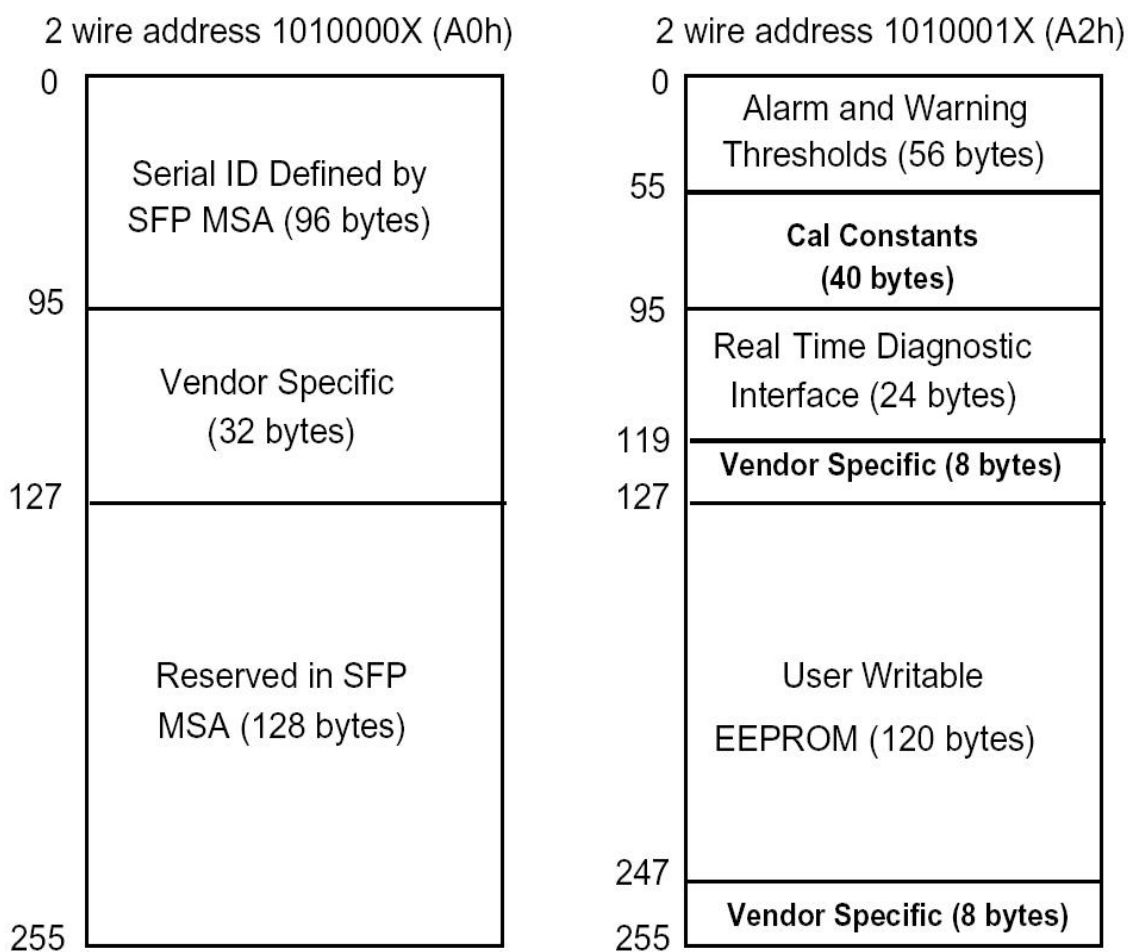 2 wire address 1010000X (A0h)
0
Serial ID Defined by
SFP MSA (96 bytes)
95
Vendor Specific
(32 bytes)
127
Reserved in SFP
MSA (128 bytes)
255
2 wire address 1010001X (A2h)
0
Alarm and Warning
Thresholds (56 bytes)
55
Cal Constants
(40 bytes)
95
Real Time Diagnostic
Interface (24 bytes)
119
Vendor Specific (8 bytes)
127
User Writable
EEPROM (120 bytes)
247
Vendor Specific (8 bytes)
255